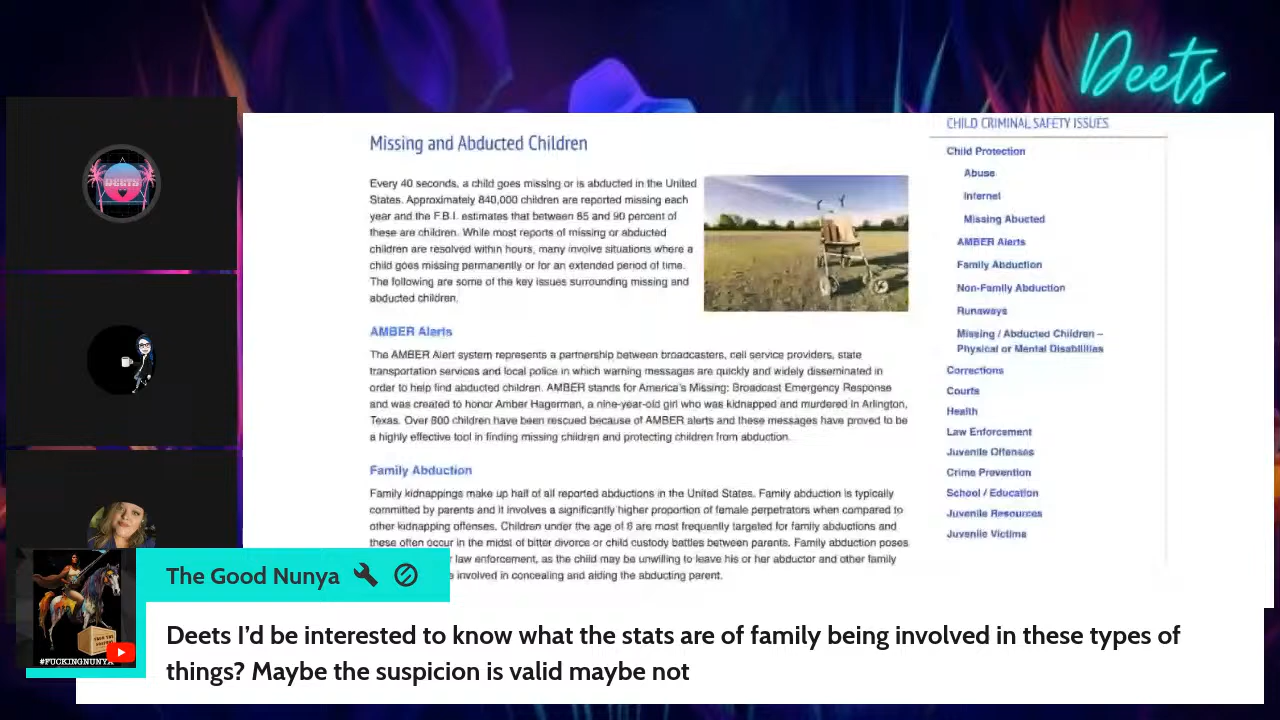 Deets
DEETS
Missing and Abducted Children
Every 40 seconds, a child goes missing or is abducted in the United
States. Approximately 840,000 children are reported missing each
year and the F.B.I. estimates that between 85 and 90 percent of
these are children. While most reports of missing or abducted
children are resolved within hours, many involve situations where a
child goes missing permanently or for an extended period of time.
The following are some of the key issues surrounding missing and
abducted children.
AMBER Alerts
The AMBER Alert system represents a partnership between broadcasters, cell service providers, state
transportation services and local police in which warning messages are quickly and widely disseminated in
order to help find abducted children. AMBER stands for America's Missing: Broadcast Emergency Response
and was created to honor Amber Hagerman, a nine-year-old girl who was kidnapped and murdered in Arlington,
Texas. Over 800 children have been rescued because of AMBER alerts and these messages have proved to be
a highly effective tool in finding missing children and protecting children from abduction.
Family Abduction
Family kidnappings make up half of all reported abductions in the United States. Family abduction is typically
committed by parents and it involves a significantly higher proportion of female perpetrators when compared to
other kidnapping offenses. Children under the age of 6 are most frequently targeted for family abductions and
these often occur in the midst of bitter divorce or child custody battles between parents. Family abduction poses
law enforcement, as the child may be unwilling to leave his or her abductor and other family
involved in concealing and aiding the abducting parent.
CHILD CRIMINAL SAFETY ISSUES
Child Protection
Abuse
Internet
Missing Abucted
AMBER Alerts
Family Abduction
Non-Family Abduction
Runaways
Missing / Abducted Children –
Physical or Mental Disabilities
Corrections
Courts
Health
Law Enforcement
Juvenile Offenses
Crime Prevention
School / Education
Juvenile Resources
Juvenile Victims
#FUCKINGNUNYA
The Good Nunya
Deets I'd be interested to know what the stats are of family being involved in these types of
things? Maybe the suspicion is valid maybe not